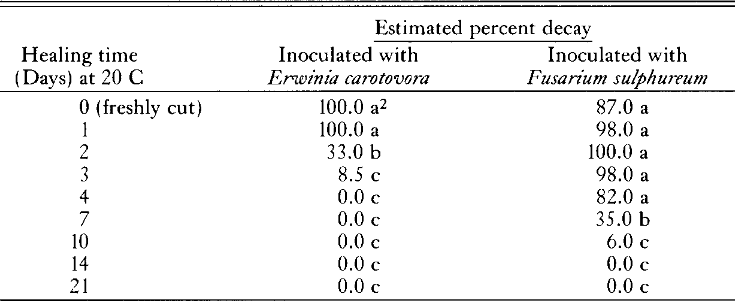 Estimated percent decay
Healing time Inoculated with Inoculated with
(Days) at 20 C Erwinia carotovora Fusarium sulphureum
0 (freshly cut) 100.0 a2 87.0 a
1 100.0 a 98.0 a
2 33.0 b 100.0 a
3 8.5 c 98.0 a
4 0.0 c 82.0 a
7 0.0 c 35.0 b
10 0.0 c 6.0 c
14 0.0 c 0.0 c
21 0.0 c 0.0 c